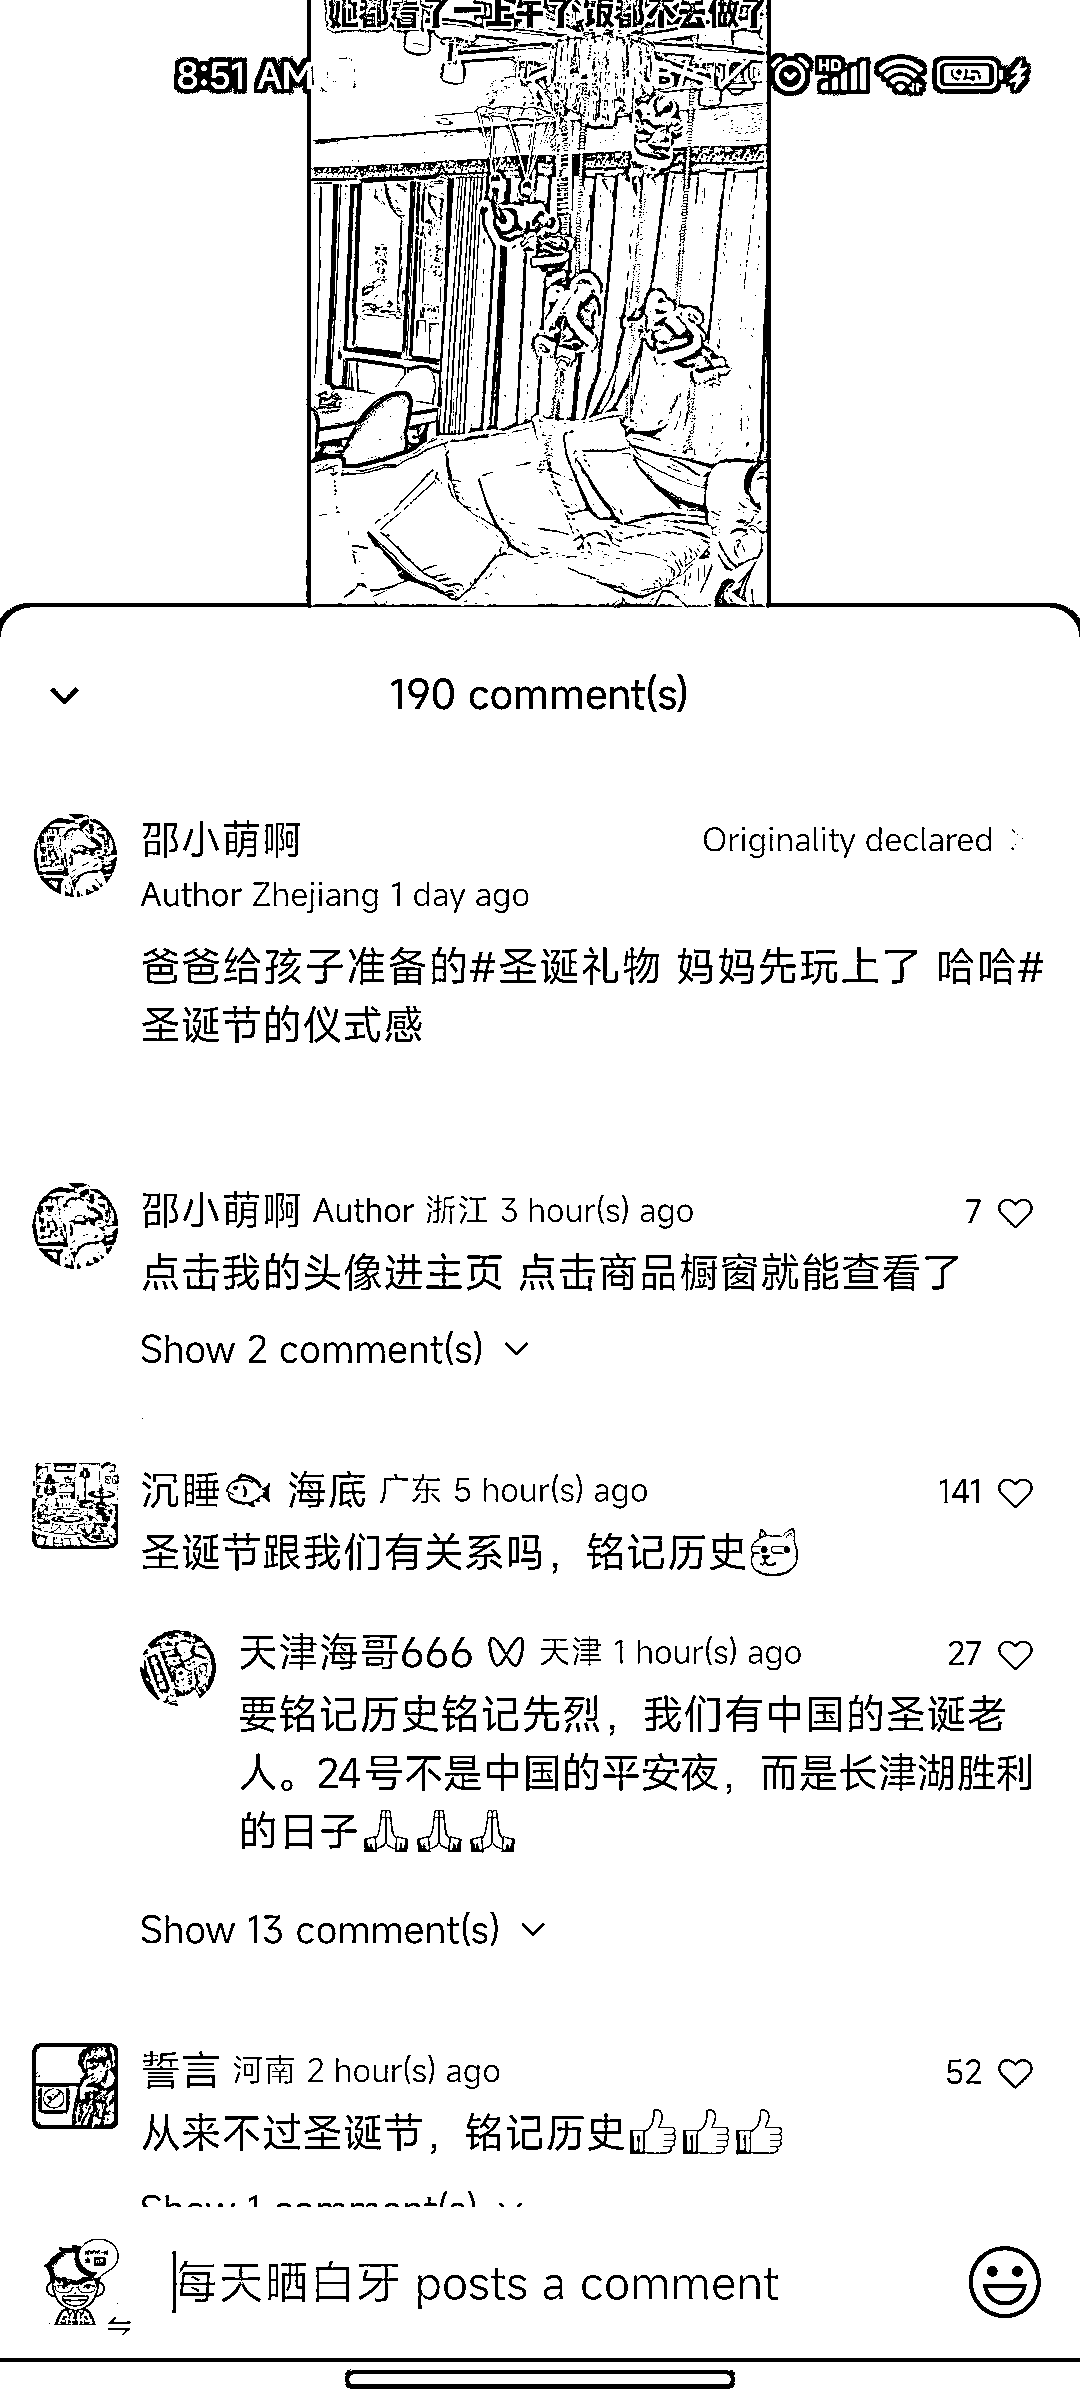 她都看了一上午了 饭都不去做了
8:51 AM
HD
190 comment(s)
邵小萌啊
Originality declared
Author Zhejiang 1 day ago
爸爸给孩子准备的#圣诞礼物 妈妈先玩上了 哈哈#
圣诞节的仪式感
邵小萌啊 Author 浙江 3 hour(s) ago 7
点击我的头像进主页 点击商品橱窗就能查看了
Show 2 comment(s)
沉睡🐟 海底 广东 5 hour(s) ago 141
圣诞节跟我们有关系吗，铭记历史
天津海哥666 天津 1 hour(s) ago 27
要铭记历史铭记先烈，我们有中国的圣诞老
人。24号不是中国的平安夜，而是长津湖胜利
的日子🙏🙏🙏
Show 13 comment(s)
誓言 河南 2 hour(s) ago 52
从来不过圣诞节，铭记历史👍👍👍
Show 1 comment(s)
每天晒白牙 posts a comment